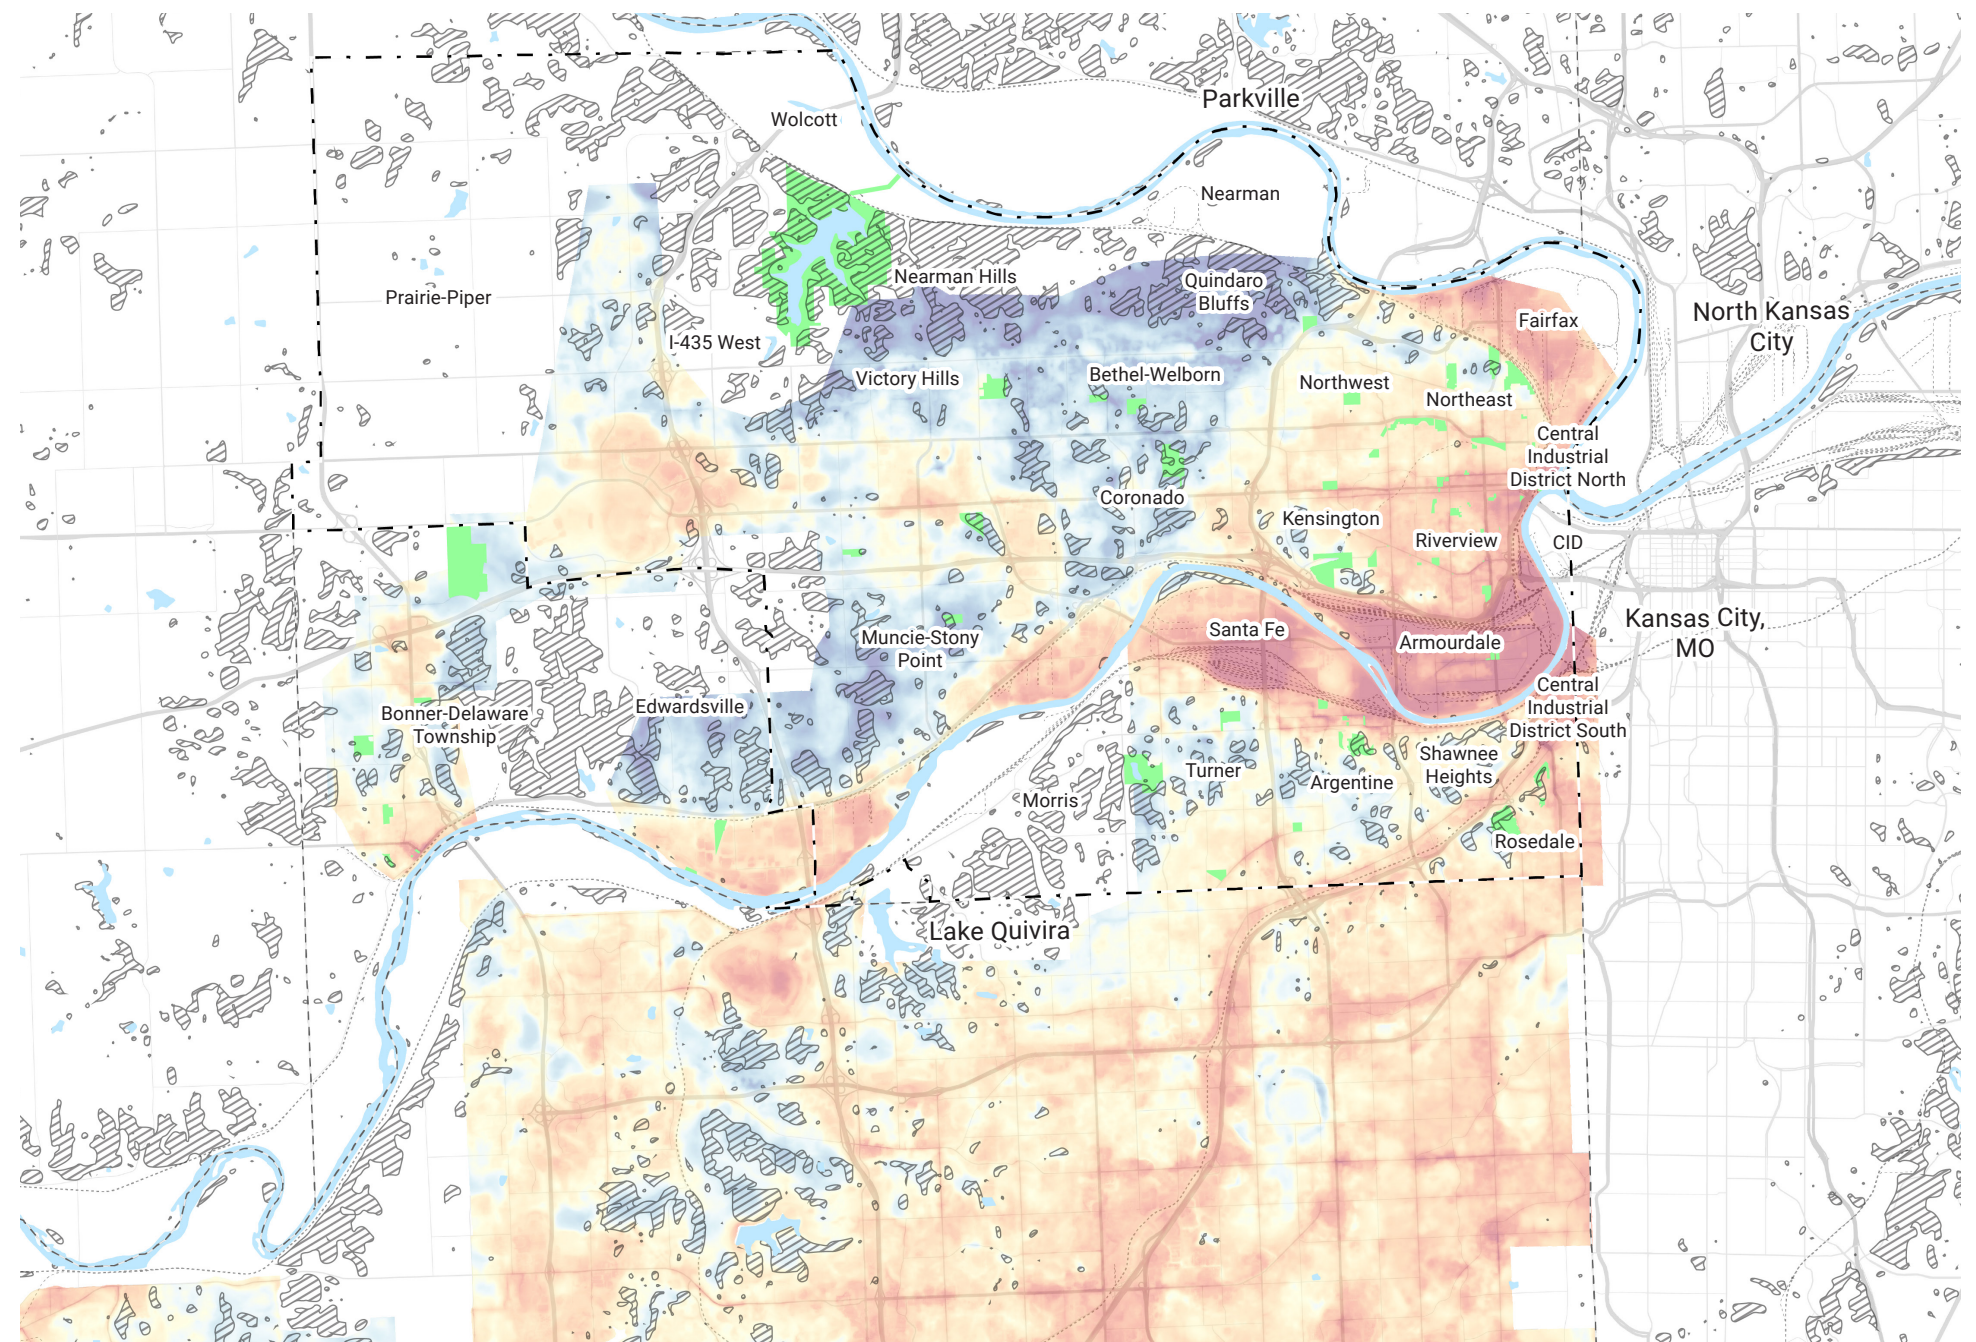 Parkville
Wolcott
Nearman
Nearman Hills
Quindaro
Bluffs
Prairie-Piper
North Kansas
City
Fairfax
I-435 West
Victory Hills
Bethel-Welborn
Northwest
Northeast
Central
Industrial
District North
Coronado
Kensington
Riverview
CID
Kansas City,
MO
Santa Fe
Armourdale
Muncie-Stony
Point
Edwardsville
Bonner-Delaware
Township
Central
Industrial
District South
Shawnee
Heights
Turner
Argentine
Morris
Rosedale
Lake Quivira